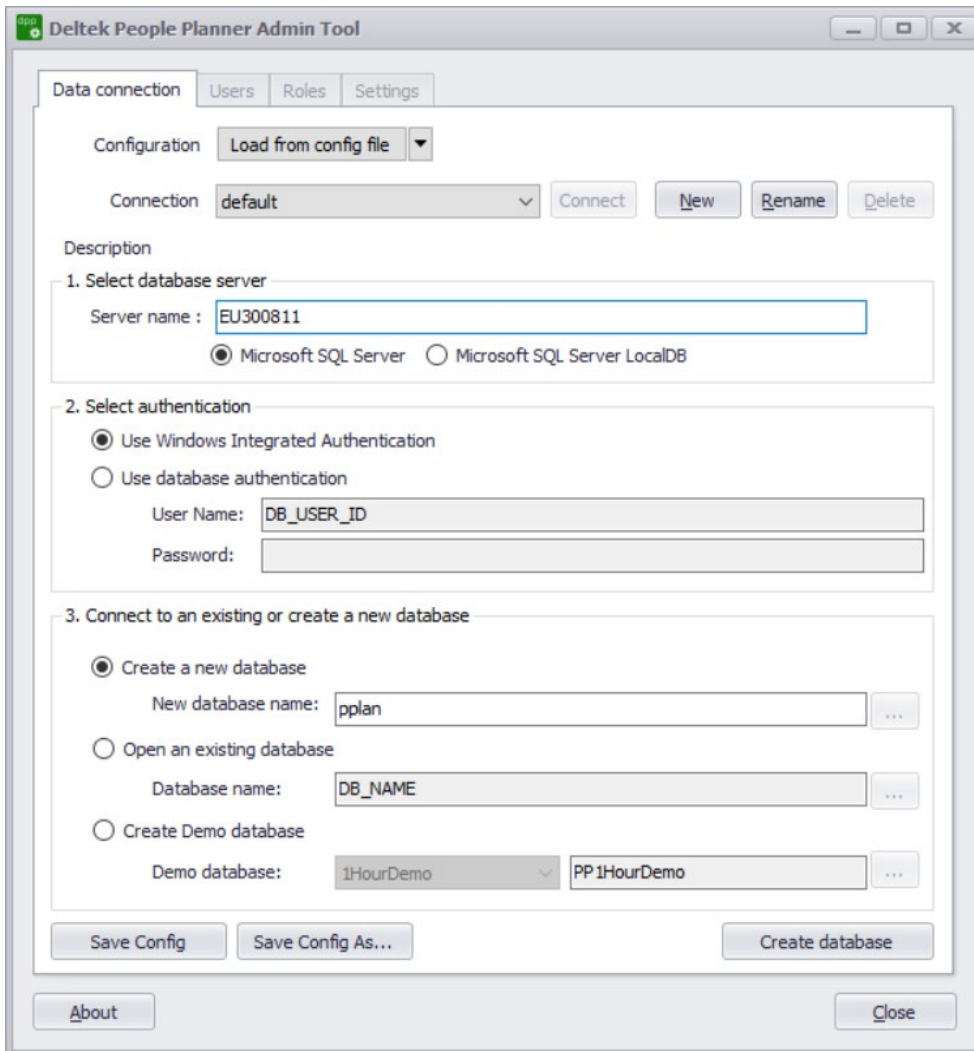 dpp Deltek People Planner Admin Tool
Data connection Users Roles Settings
Configuration Load from config file
Connection default Connect New Rename Delete
Description
1. Select database server
Server name : EU300811
Microsoft SQL Server Microsoft SQL Server LocalDB
2. Select authentication
Use Windows Integrated Authentication
Use database authentication
User Name: DB_USER_ID
Password:
3. Connect to an existing or create a new database
Create a new database
New database name: pplan ...
Open an existing database
Database name: DB_NAME ...
Create Demo database
Demo database: 1HourDemo PP1HourDemo ...
Save Config Save Config As... Create database
About Close